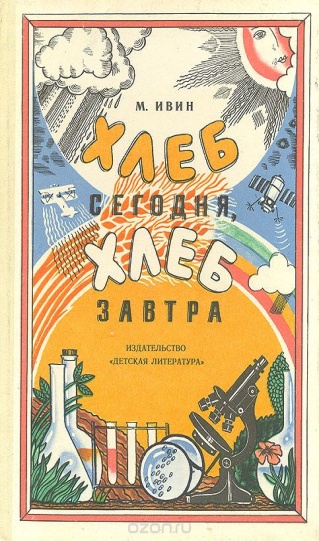 М. ИВИН
ХЛЕБ
СЕГОДНЯ,
ХЛЕБ
ЗАВТРА
ИЗДАТЕЛЬСТВО
«ДЕТСКАЯ ЛИТЕРАТУРА»
ozon.ru